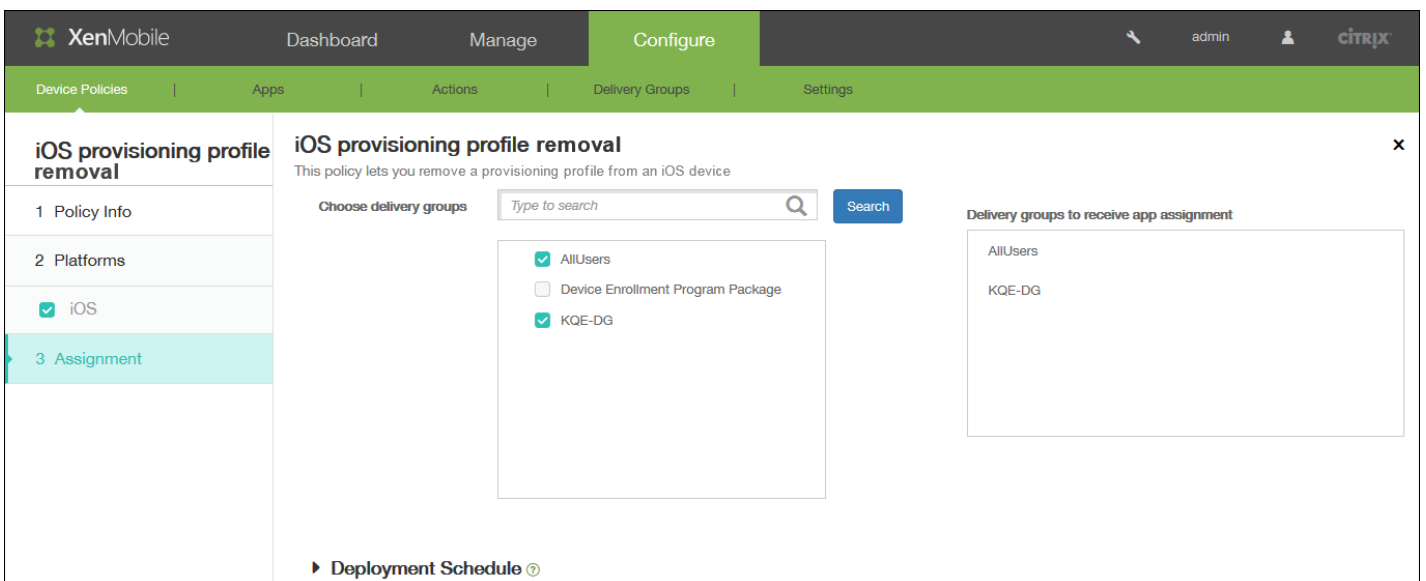 XenMobile Dashboard Manage Configure admin CİTRIX
Device Policies | Apps | Actions | Delivery Groups | Settings
iOS provisioning profile
removal
1 Policy Info
2 Platforms
iOS
3 Assignment
iOS provisioning profile removal
x
This policy lets you remove a provisioning profile from an iOS device
Choose delivery groups Type to search Search
AllUsers
Device Enrollment Program Package
KQE-DG
Delivery groups to receive app assignment
AllUsers
KQE-DG
Deployment Schedule ?